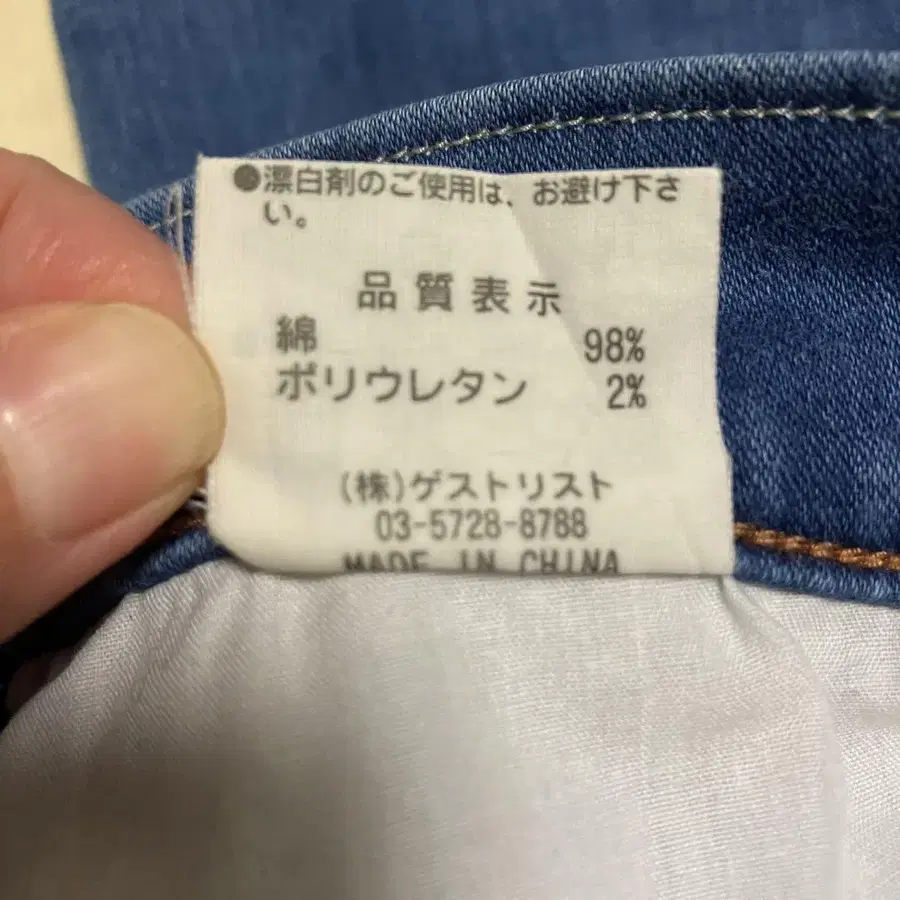 ●漂白剤のご使用は、お避け下さ
い。
品質表示
綿 98%
ポリウレタン 2%
(株)ゲストリスト
03-5728-8788
MADE IN CHINA